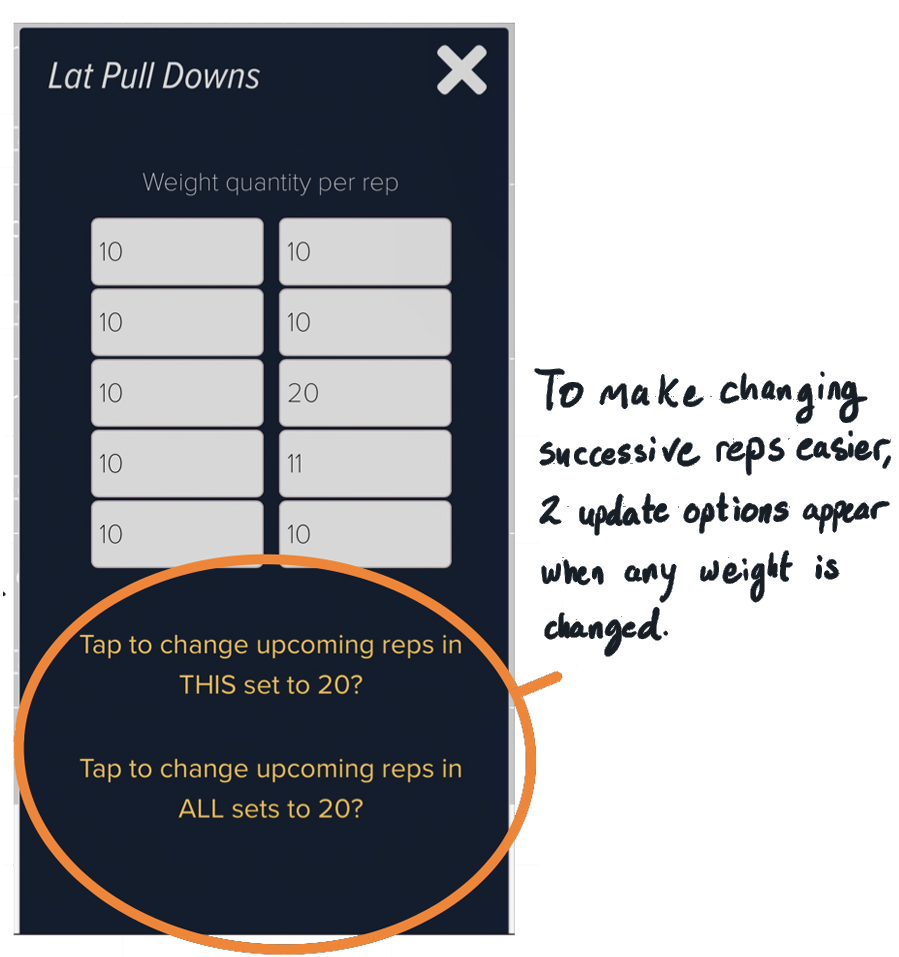 Lat Pull Downs
Weight quantity per rep
10 10
10 10
10 20
10 11
10 10
Tap to change upcoming reps in
THIS set to 20?
Tap to change upcoming reps in
ALL sets to 20?
To make changing
successive reps easier,
2 update options appear
when any weight is
changed.